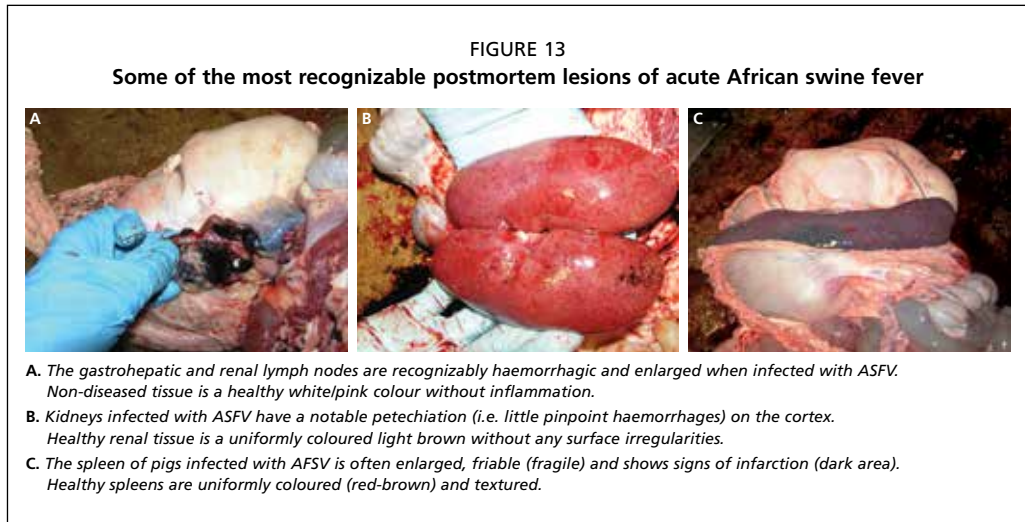 FIGURE 13
Some of the most recognizable postmortem lesions of acute African swine fever
A
B
C
A. The gastrohepatic and renal lymph nodes are recognizably haemorrhagic and enlarged when infected with ASFV.
Non-diseased tissue is a healthy white/pink colour without inflammation.
B. Kidneys infected with ASFV have a notable petechiation (i.e. little pinpoint haemorrhages) on the cortex.
Healthy renal tissue is a uniformly coloured light brown without any surface irregularities.
C. The spleen of pigs infected with AFSV is often enlarged, friable (fragile) and shows signs of infarction (dark area).
Healthy spleens are uniformly coloured (red-brown) and textured.